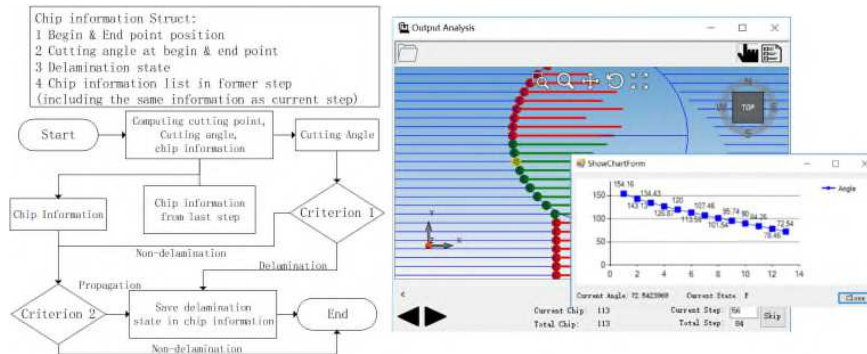 Chip information Struct:
1 Begin & End point position
2 Cutting angle at begin & end point
3 Delamination state
4 Chip information list in former step
(including the same information as current step)
Start
Computing cutting point,
Cutting angle,
chip information
Cutting Angle
Chip Information
Chip information
from last step
Criterion 1
Non-delamination
Delamination
Propagation
Criterion 2
Save delamination
state in chip information
End
Non-delamination
Output Analysis
N
W
TOP
E
S
Y
X
ShowChartForm
154.16
143.13
134.43
126.87
120
113.58
107.46
101.54
95.74
90
84.26
78.46
72.54
Angle
150
100
50
0
0 2 4 6 8 10 12 14
Current Angle: 72.5423968 Current State: F
Close
Current Chip: 113 Current Step: 56
Total Chip: 113 Total Step: 84
Skip